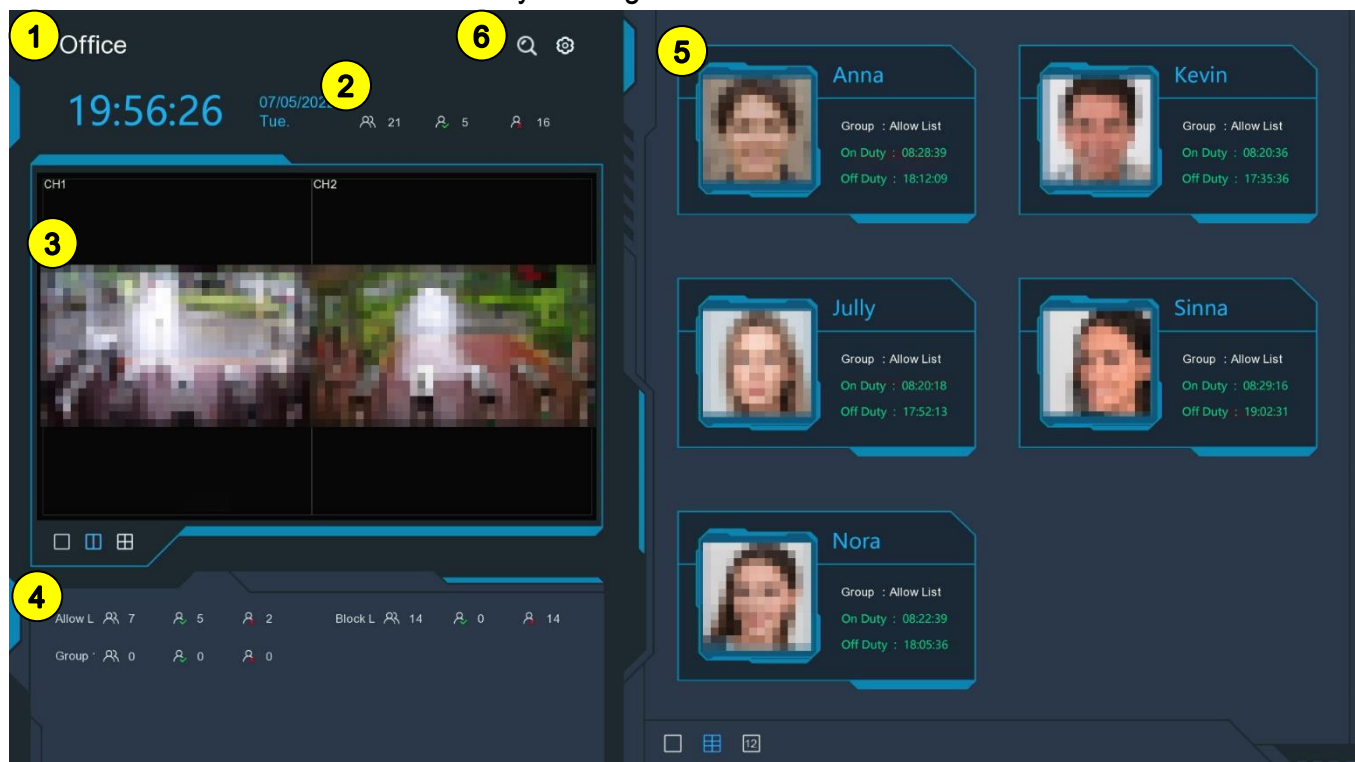 1
Office
6
19:56:26
2
07/05/202
Tue.
21
5
16
CH1
CH2
3
4
Allow L 7 5 2
Block L 14 0 14
Group 0 0 0
5
Anna
Group : Allow List
On Duty : 08:28:39
Off Duty : 18:12:09
Kevin
Group : Allow List
On Duty : 08:20:36
Off Duty : 17:35:36
Jully
Group : Allow List
On Duty : 08:20:18
Off Duty : 17:52:13
Sinna
Group : Allow List
On Duty : 08:29:16
Off Duty : 19:02:31
Nora
Group : Allow List
On Duty : 08:22:39
Off Duty : 18:05:36
12